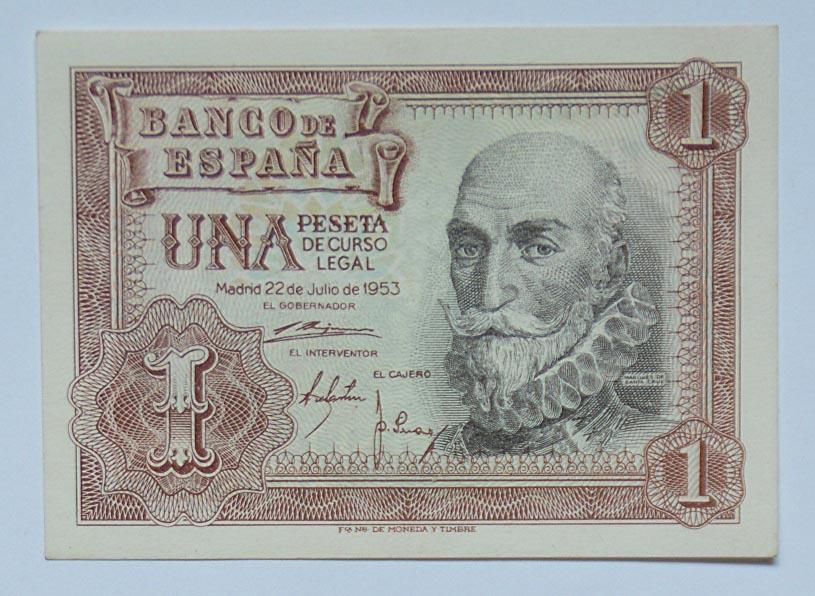 BANCO DE
ESPAÑA
1
UNA PESETA
DE CURSO
LEGAL
Madrid 22 de Julio de 1953
EL GOBERNADOR
EL INTERVENTOR
EL CAJERO
MARQUES DE
SANTA CRUZ
1
1
Fca Nal DE MONEDA Y TIMBRE